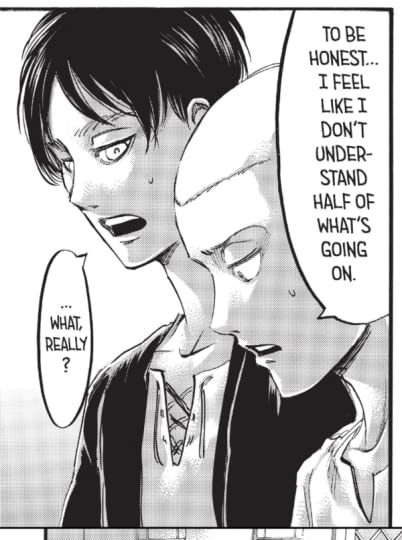 TO BE
HONEST...
I FEEL
LIKE I
DON'T
UNDER-
STAND
HALF OF
WHAT'S
GOING
ON.
...
WHAT,
REALLY
?